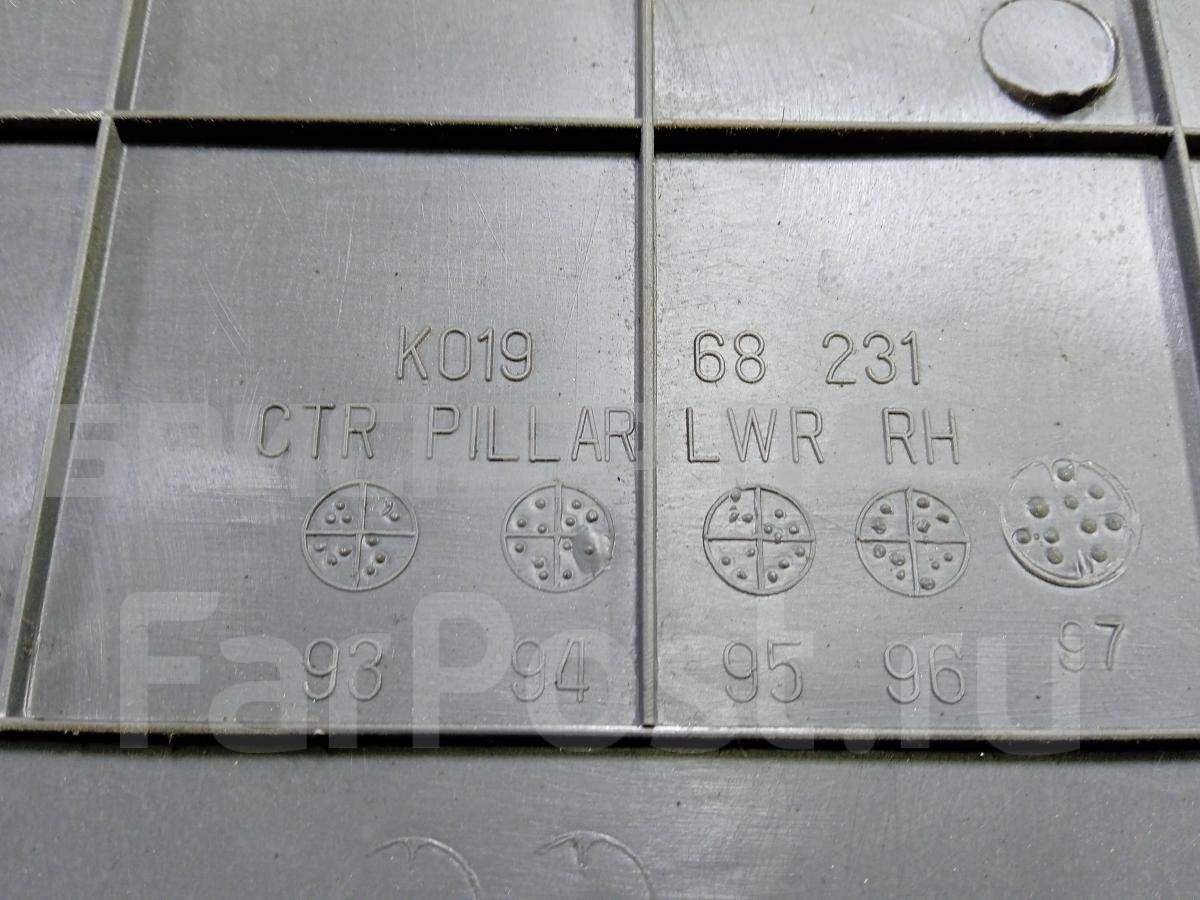 K019 68 231
CTR PILLAR LWR RH
93 94 95 96 97
FarPost.ru